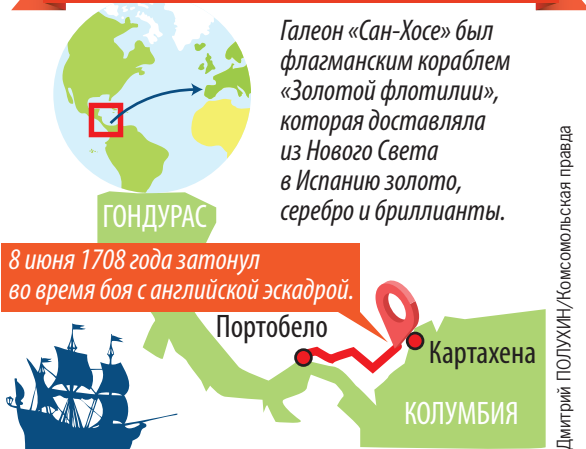 Галеон «Сан-Хосе» был
флагманским кораблем
«Золотой флотилии»,
которая доставляла
из Нового Света
в Испанию золото,
серебро и бриллианты.
ГОНДУРАС
8 июня 1708 года затонул
во время боя с английской эскадрой.
Портобело
Картахена
КОЛУМБИЯ
Дмитрий ПОЛУХИН/Комсомольская правда